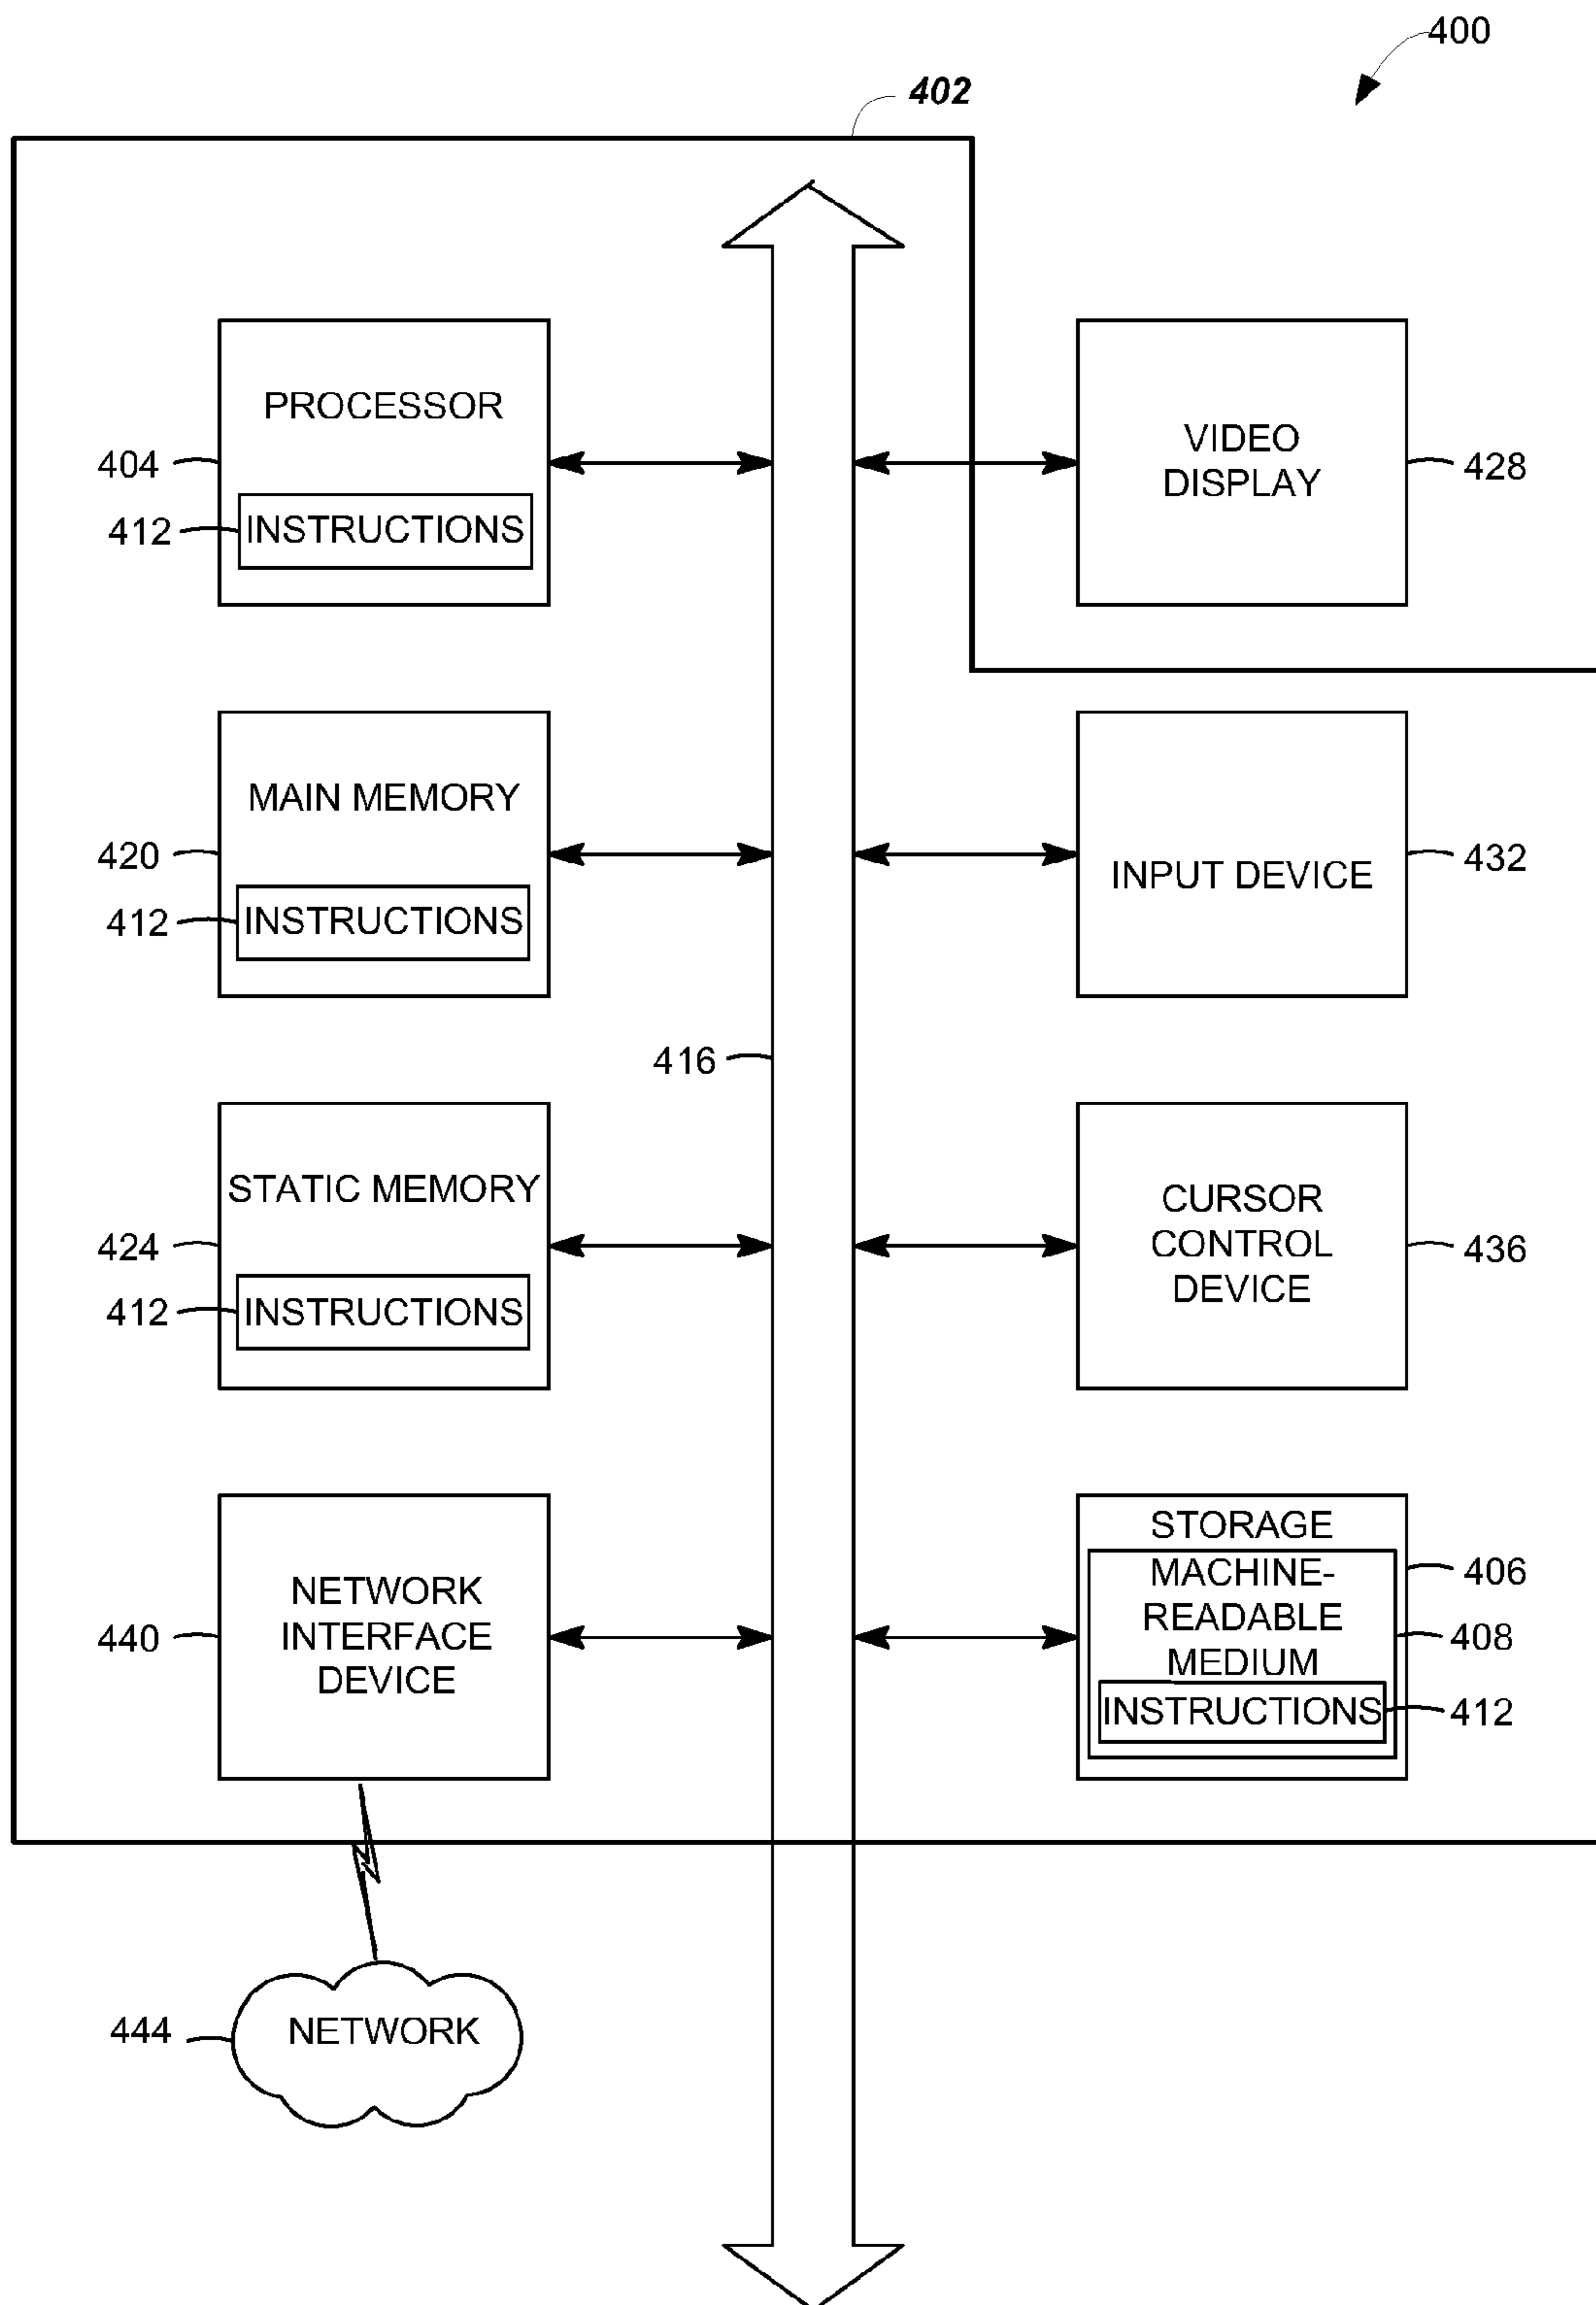 400
402
PROCESSOR
404
412
INSTRUCTIONS
VIDEO
DISPLAY
428
MAIN MEMORY
420
412
INSTRUCTIONS
INPUT DEVICE
432
416
STATIC MEMORY
424
412
INSTRUCTIONS
CURSOR
CONTROL
DEVICE
436
NETWORK
INTERFACE
DEVICE
440
STORAGE
MACHINE-
READABLE
MEDIUM
INSTRUCTIONS
406
408
412
444
NETWORK